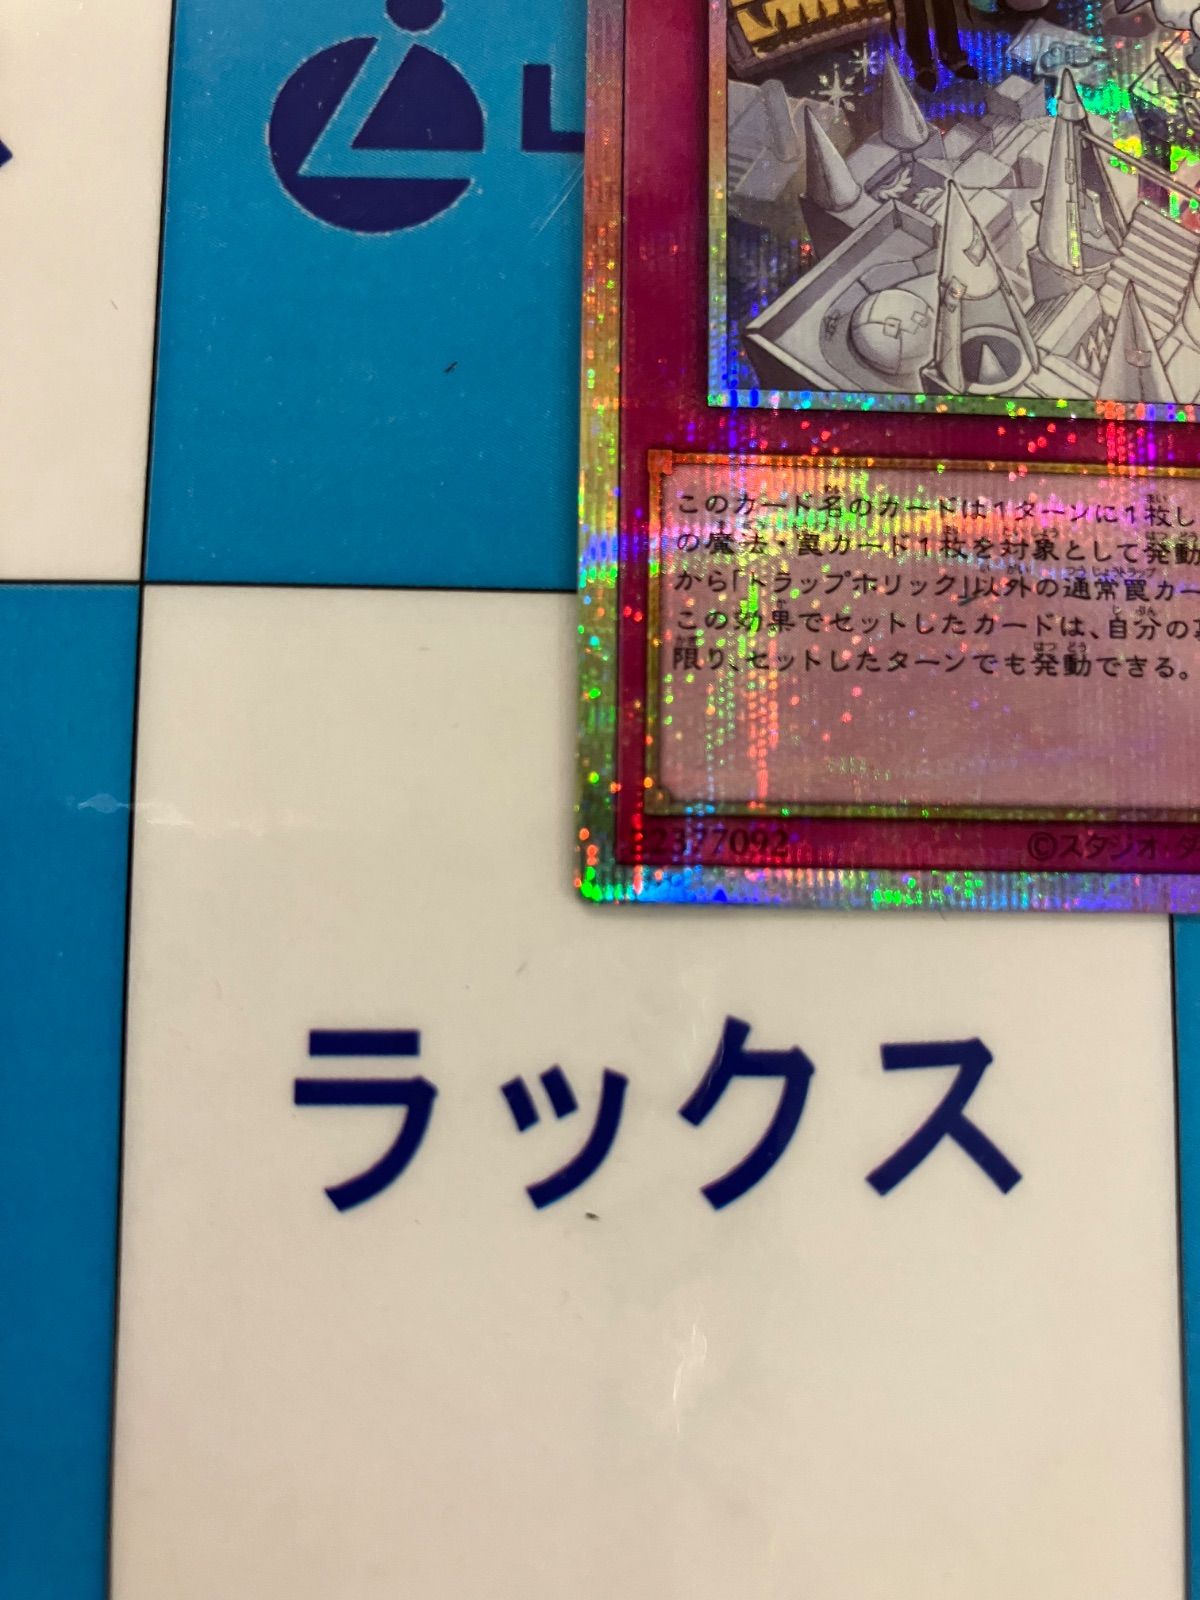 L
このカード名のカードは1ターンに1枚し
の魔法・罠カード1枚を対象として発動
から「トラップホリック」以外の通常罠カー
この効果でセットしたカードは、自分の
限り、セットしたターンでも発動できる。
22377092
©スタジオ・ダ
ラックス